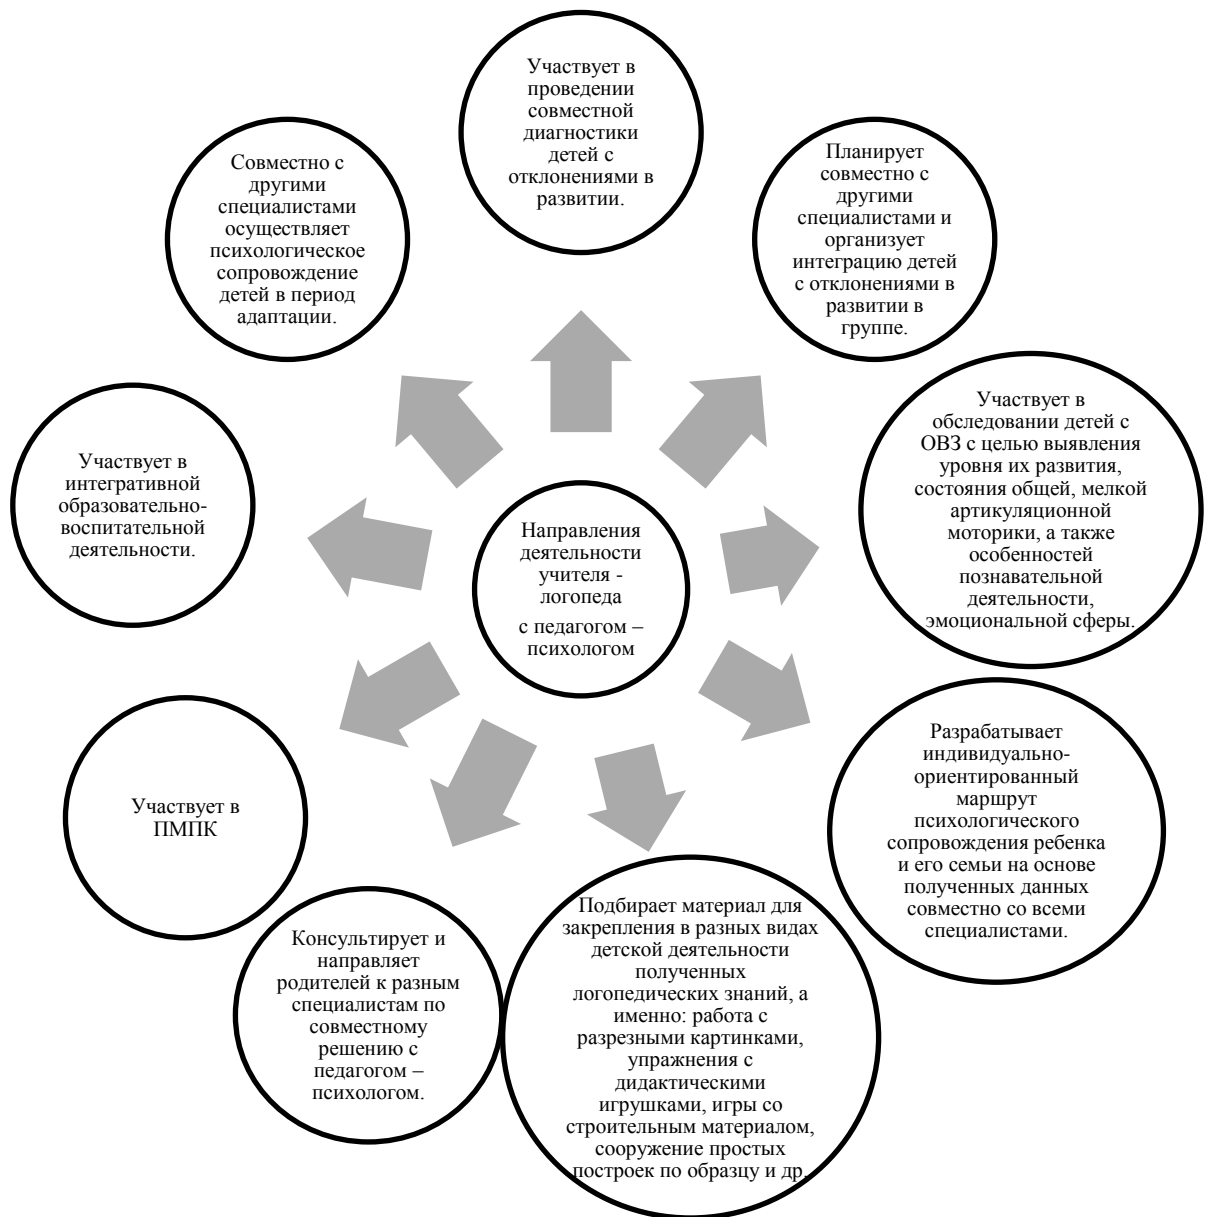 Участвует в
проведении
совместной
диагностики
детей с
отклонениями в
развитии.
Планирует
совместно с
другими
специалистами и
организует
интеграцию детей
с отклонениями в
развитии в
группе.
Участвует в
обследовании детей с
ОВЗ с целью выявления
уровня их развития,
состояния общей, мелкой
артикуляционной
моторики, а также
особенностей
познавательной
деятельности,
эмоциональной сферы.
Разрабатывает
индивидуально-
ориентированный
маршрут
психологического
сопровождения ребенка
и его семьи на основе
полученных данных
совместно со всеми
специалистами.
Подбирает материал для
закрепления в разных видах
детской деятельности
полученных
логопедических знаний, а
именно: работа с
разрезными картинками,
упражнения с
дидактическими
игрушками, игры со
строительным материалом,
сооружение простых
построек по образцу и др.
Консультирует и
направляет
родителей к разным
специалистам по
совместному
решению с
педагогом –
психологом.
Участвует в
ПМПК
Участвует в
интегративной
образовательно-
воспитательной
деятельности.
Совместно с
другими
специалистами
осуществляет
психологическое
сопровождение
детей в период
адаптации.
Направления
деятельности
учителя -
логопеда
с педагогом –
психологом